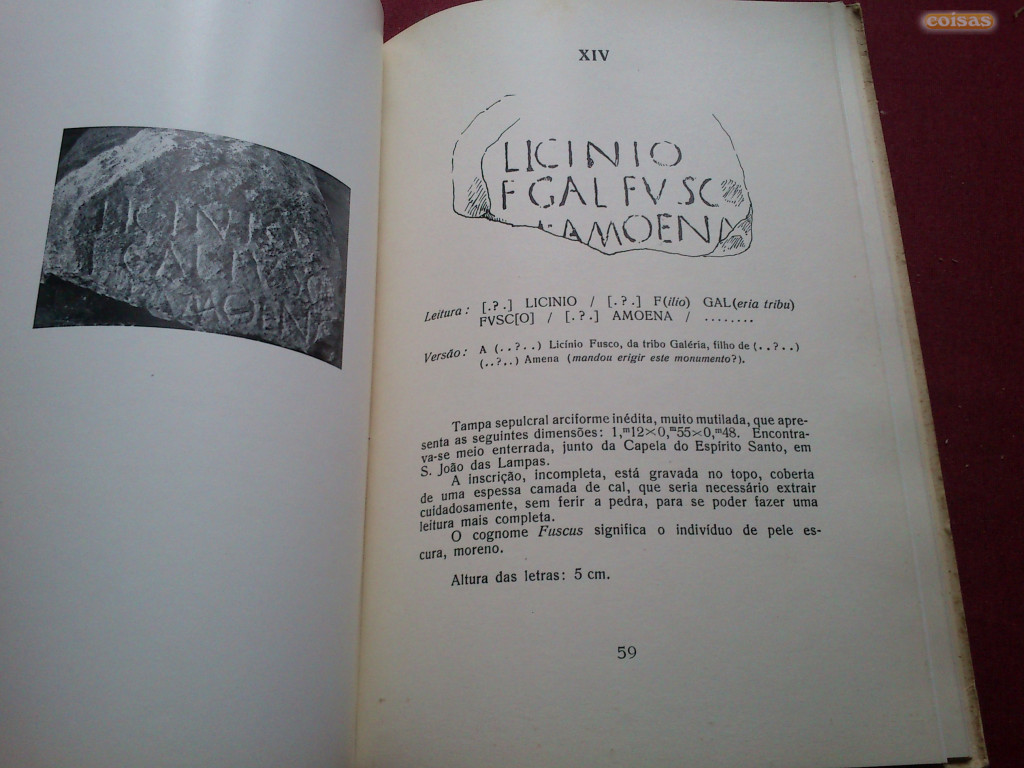 coisas
LICINI
GAL F
AMOENA
XIV
LICINIO
F GAL FVSC
AMOENA
Leitura: [.?.] LICINIO / [.?.] F(ilio) GAL(eria tribu)
FVSC[O] / [.?.] AMOENA / ........
Versão: A (..?..) Licínio Fusco, da tribo Galéria, filho de (..?..)
(..?..) Amena (mandou erigir este monumento?).
Tampa sepulcral arciforme inédita, muito mutilada, que apre-
senta as seguintes dimensões: 1,ᵐ12×0,ᵐ55×0,ᵐ48. Encontra-
va-se meio enterrada, junto da Capela do Espírito Santo, em
S. João das Lampas.
A inscrição, incompleta, está gravada no topo, coberta
de uma espessa camada de cal, que seria necessário extrair
cuidadosamente, sem ferir a pedra, para se poder fazer uma
leitura mais completa.
O cognome Fuscus significa o indivíduo de pele es-
cura, moreno.
Altura das letras: 5 cm.
59